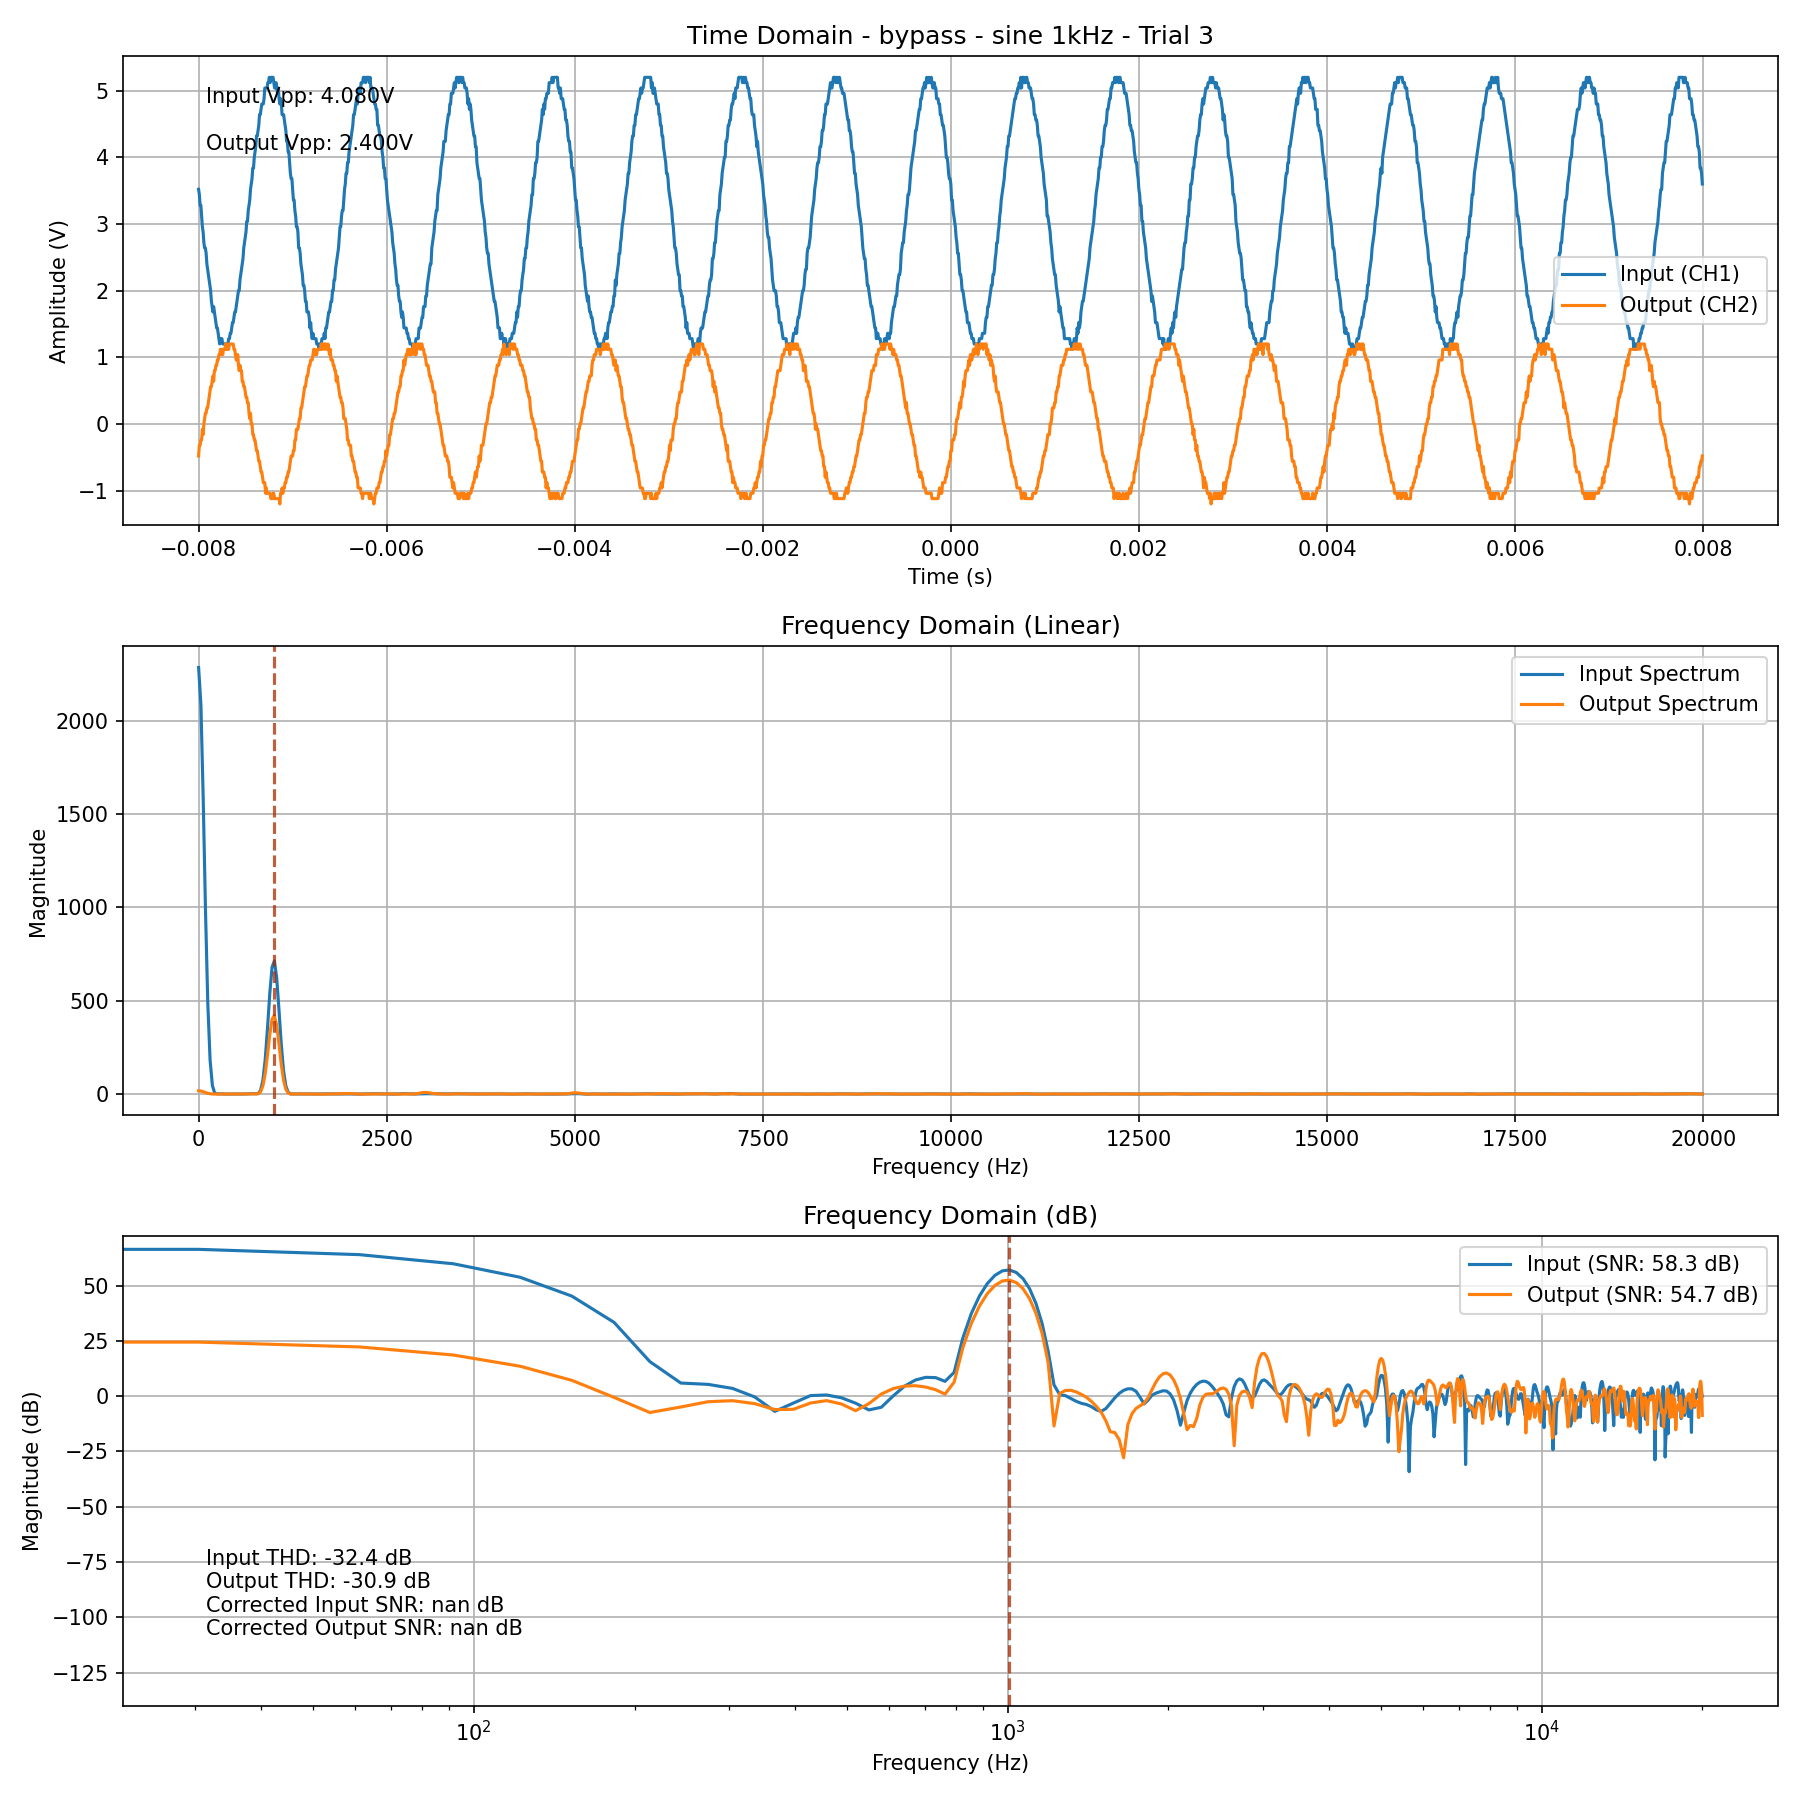 Time Domain - bypass - sine 1kHz - Trial 3
Input Vpp: 4.080V
Output Vpp: 2.400V
5
4
3
2
1
0
−1
Amplitude (V)
Input (CH1)
Output (CH2)
−0.008
−0.006
−0.004
−0.002
0.000
0.002
0.004
0.006
0.008
Time (s)
Frequency Domain (Linear)
Input Spectrum
Output Spectrum
2000
1500
1000
500
0
Magnitude
0
2500
5000
7500
10000
12500
15000
17500
20000
Frequency (Hz)
Frequency Domain (dB)
Input (SNR: 58.3 dB)
Output (SNR: 54.7 dB)
50
25
0
−25
−50
−75
−100
−125
Magnitude (dB)
Input THD: -32.4 dB
Output THD: -30.9 dB
Corrected Input SNR: nan dB
Corrected Output SNR: nan dB
10²
10³
10⁴
Frequency (Hz)